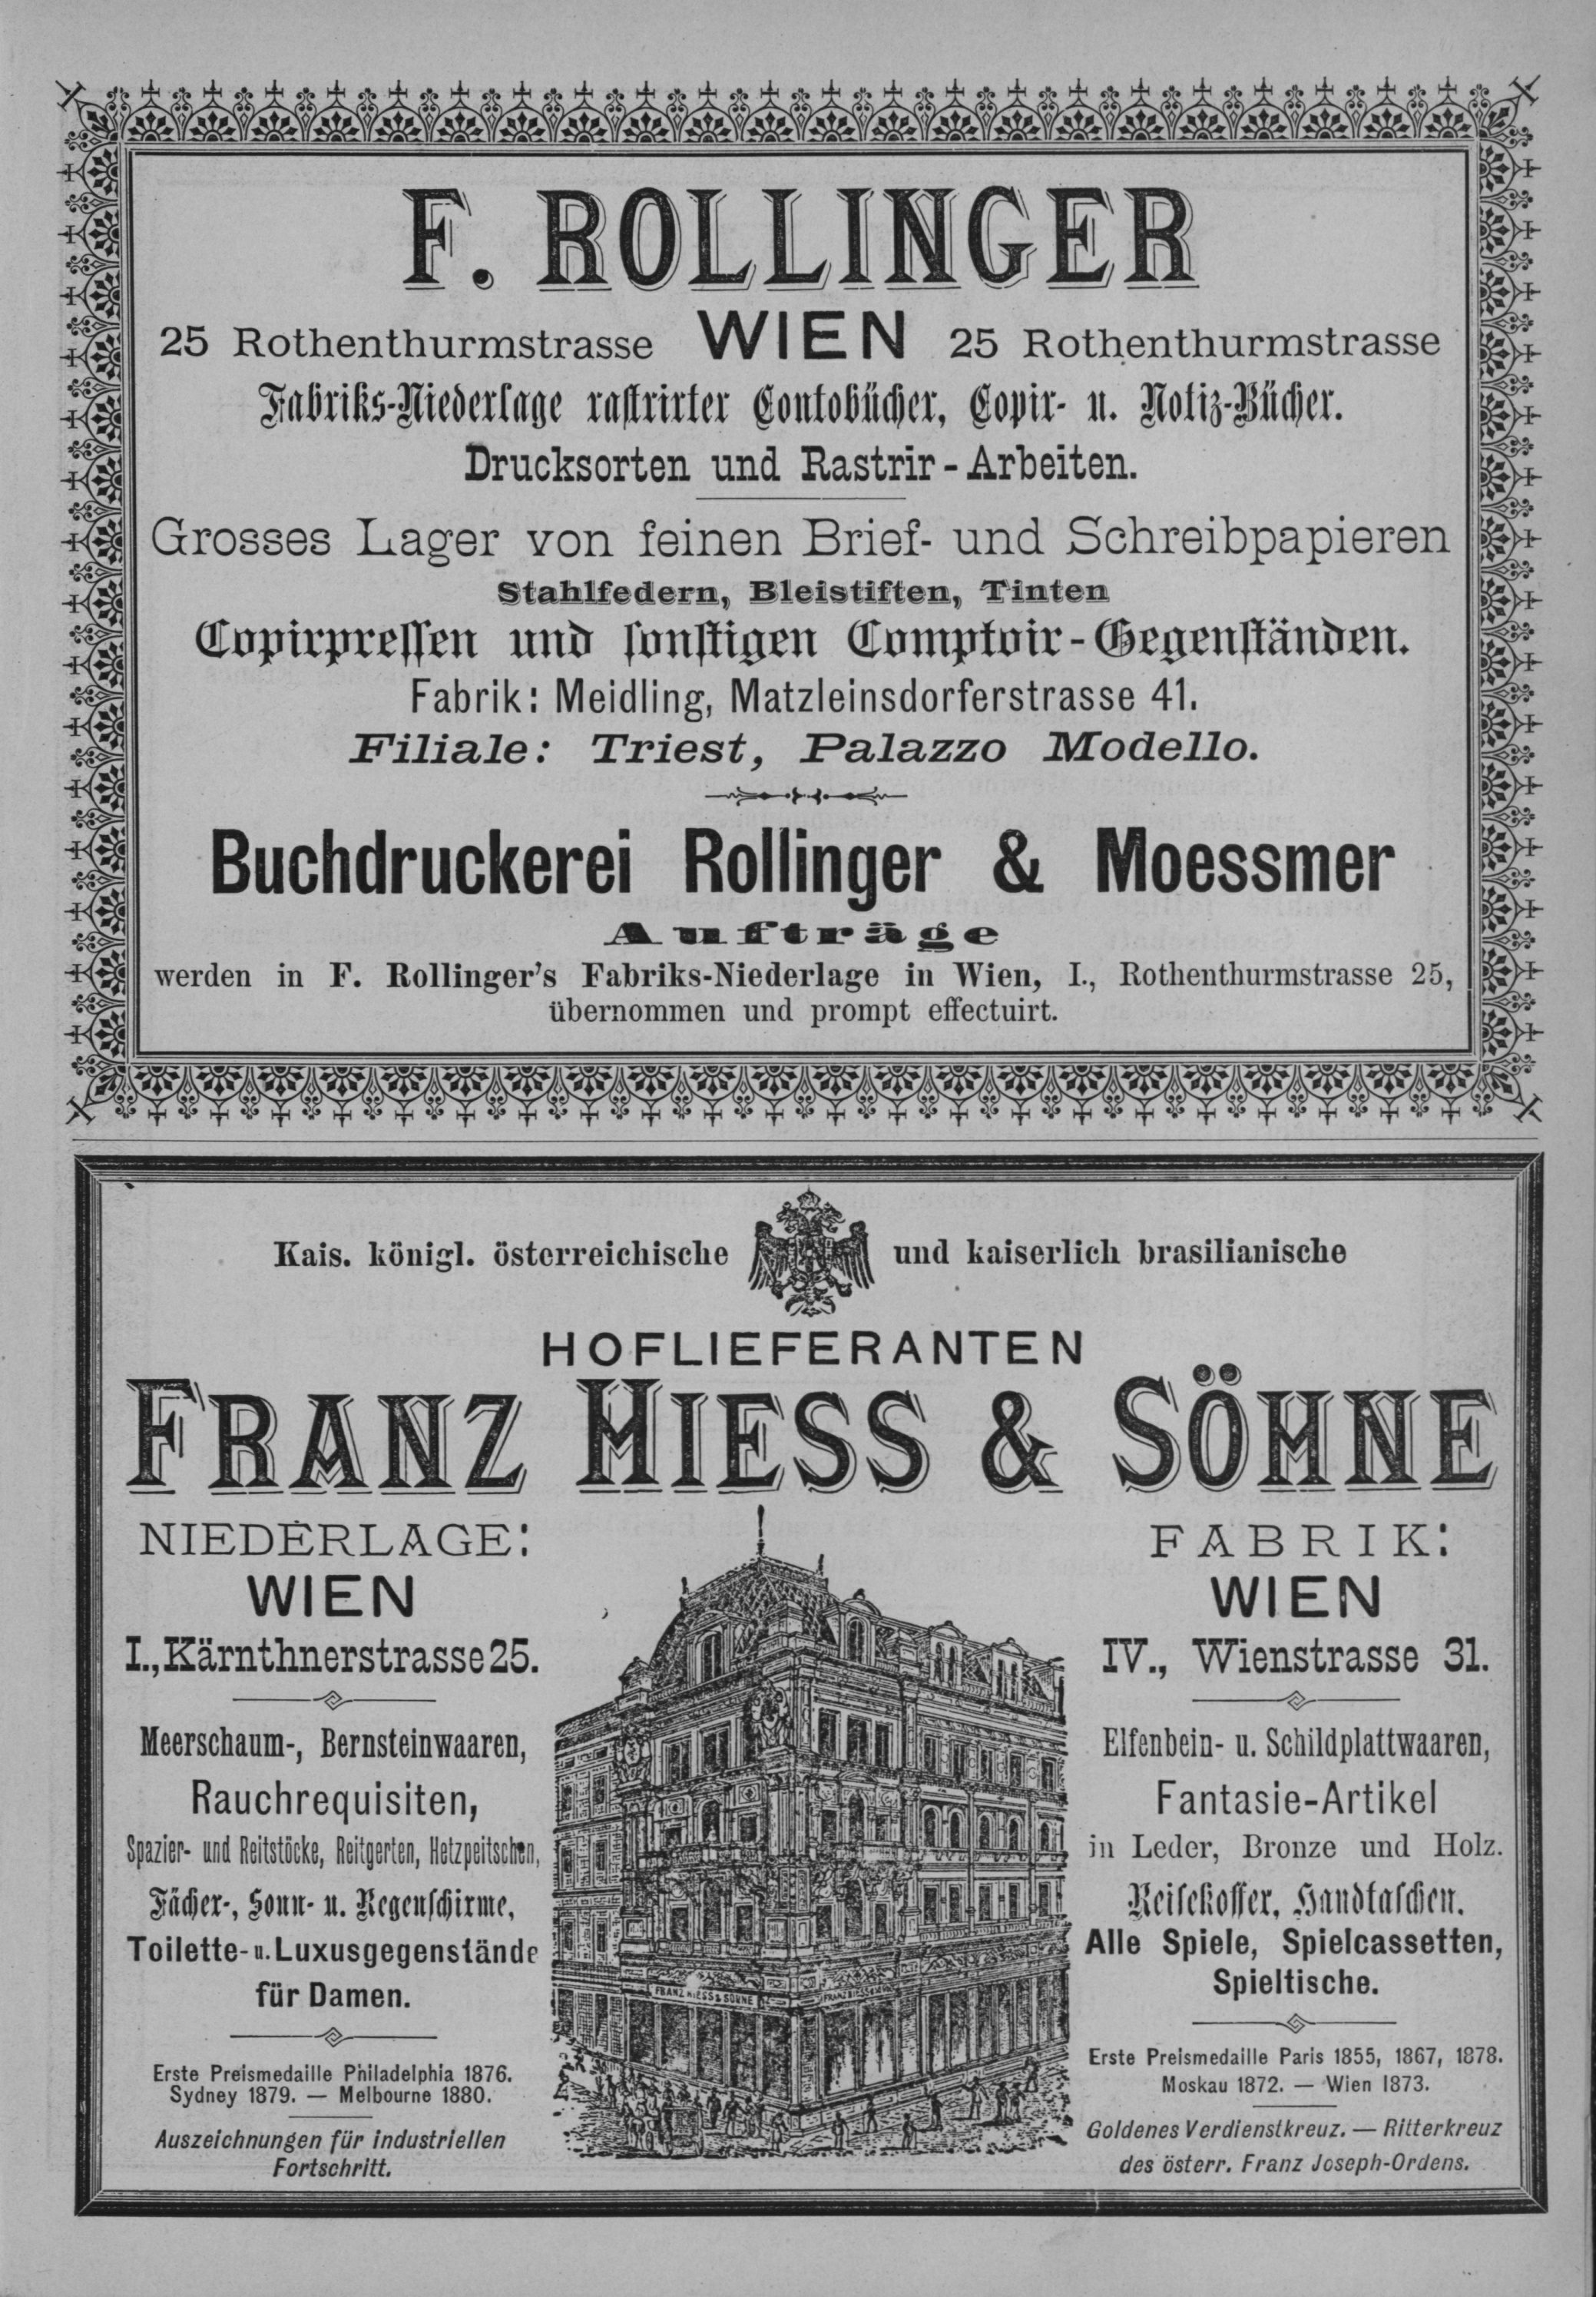 F. ROLLINGER
25 Rothenthurmstrasse WIEN 25 Rothenthurmstrasse
Fabriks-Niederlage rastrirter Contobücher, Copir- u. Notiz-Bücher.
Drucksorten und Rastrir-Arbeiten.
Grosses Lager von feinen Brief- und Schreibpapieren
Stahlfedern, Bleistiften, Tinten
Copirpressen und sonstigen Comptoir-Gegenständen.
Fabrik: Meidling, Matzleinsdorferstrasse 41.
Filiale: Triest, Palazzo Modello.
Buchdruckerei Rollinger & Moessmer
Aufträge
werden in F. Rollinger's Fabriks-Niederlage in Wien, I., Rothenthurmstrasse 25,
übernommen und prompt effectuirt.
Kais. königl. österreichische und kaiserlich brasilianische
HOFLIEFERANTEN
FRANZ HIESS & SÖHNE
NIEDERLAGE:
WIEN
I., Kärnthnerstrasse 25.
Meerschaum-, Bernsteinwaaren,
Rauchrequisiten,
Spazier- und Reitstöcke, Reitgerten, Hetzpeitschen,
Fächer-, Sonn- u. Regenschirme,
Toilette- u. Luxusgegenstände
für Damen.
Erste Preismedaille Philadelphia 1876.
Sydney 1879. — Melbourne 1880.
Auszeichnungen für industriellen
Fortschritt.
FRANZ HIESS & SÖHNE
FRANZ HIESS & SÖHNE
FABRIK:
WIEN
IV., Wienstrasse 31.
Elfenbein- u. Schildplattwaaren,
Fantasie-Artikel
in Leder, Bronze und Holz.
Reisekoffer, Handtaschen.
Alle Spiele, Spielcassetten,
Spieltische.
Erste Preismedaille Paris 1855, 1867, 1878.
Moskau 1872. — Wien 1873.
Goldenes Verdienstkreuz. — Ritterkreuz
des österr. Franz Joseph-Ordens.